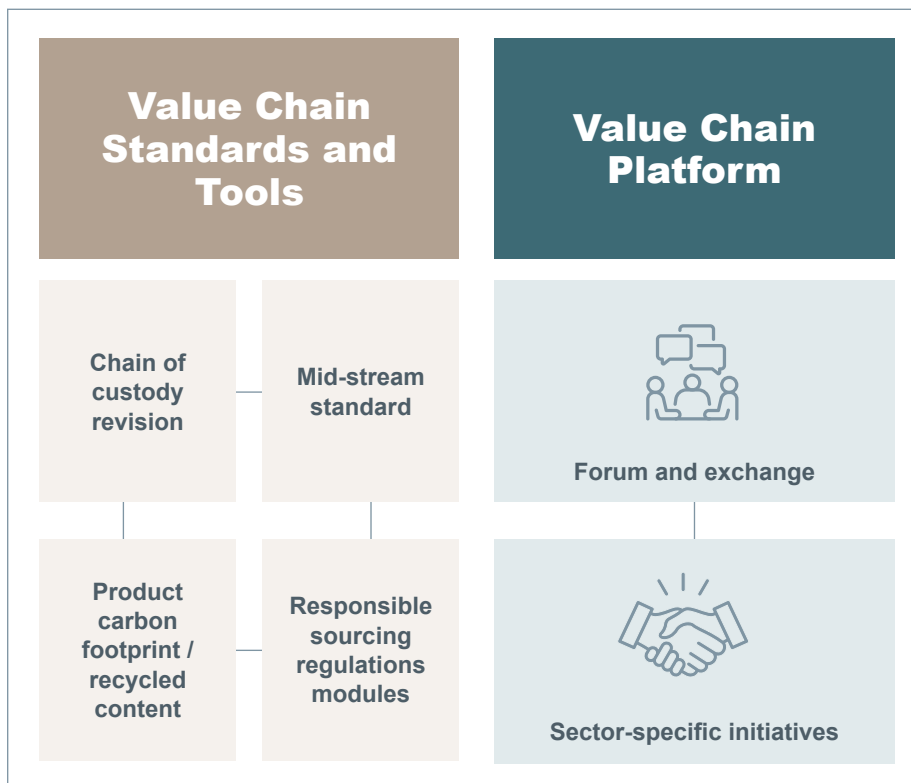 Value Chain
Standards and
Tools
Value Chain
Platform
Chain of
custody
revision
Mid-stream
standard
Product
carbon
footprint /
recycled
content
Responsible
sourcing
regulations
modules
Forum and exchange
Sector-specific initiatives